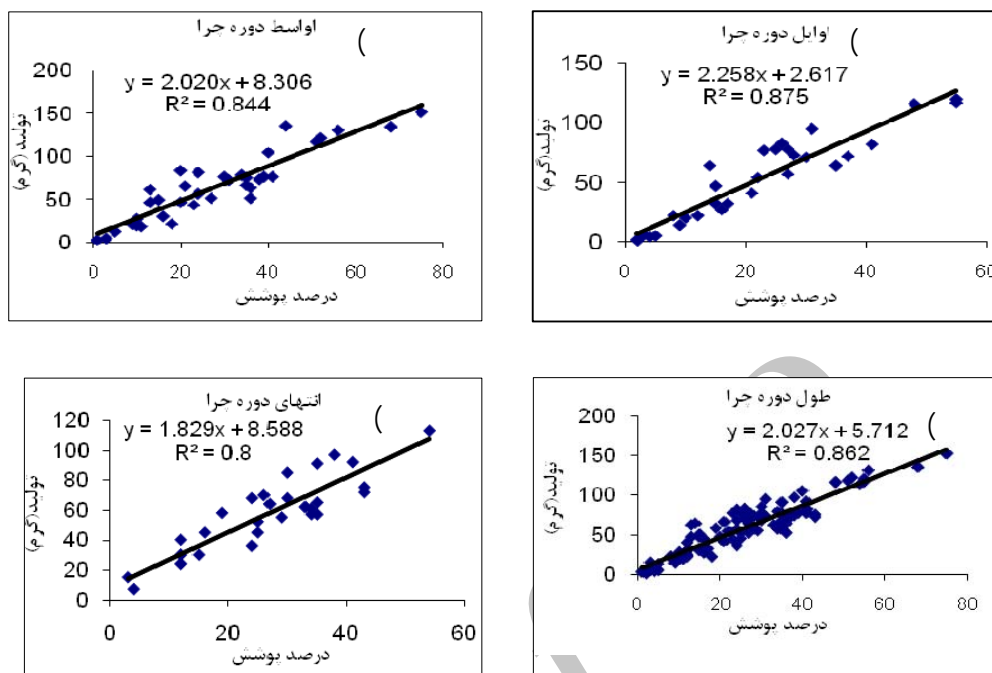 اوایل دوره چرا
)
y = 2.258x + 2.617
R² = 0.875
150
100
50
0
0 20 40 60
تولید(گرم)
درصد پوشش
اواسط دوره چرا
)
y = 2.020x + 8.306
R² = 0.844
200
150
100
50
0
0 20 40 60 80
تولید (گرم)
درصد پوشش
طول دوره چرا
)
y = 2.027x + 5.712
R² = 0.862
200
150
100
50
0
0 20 40 60 80
تولید(گرم)
درصد پوشش
انتهای دوره چرا
)
y = 1.829x + 8.588
R² = 0.8
120
100
80
60
40
20
0
0 20 40 60
تولید(گرم)
درصد پوشش